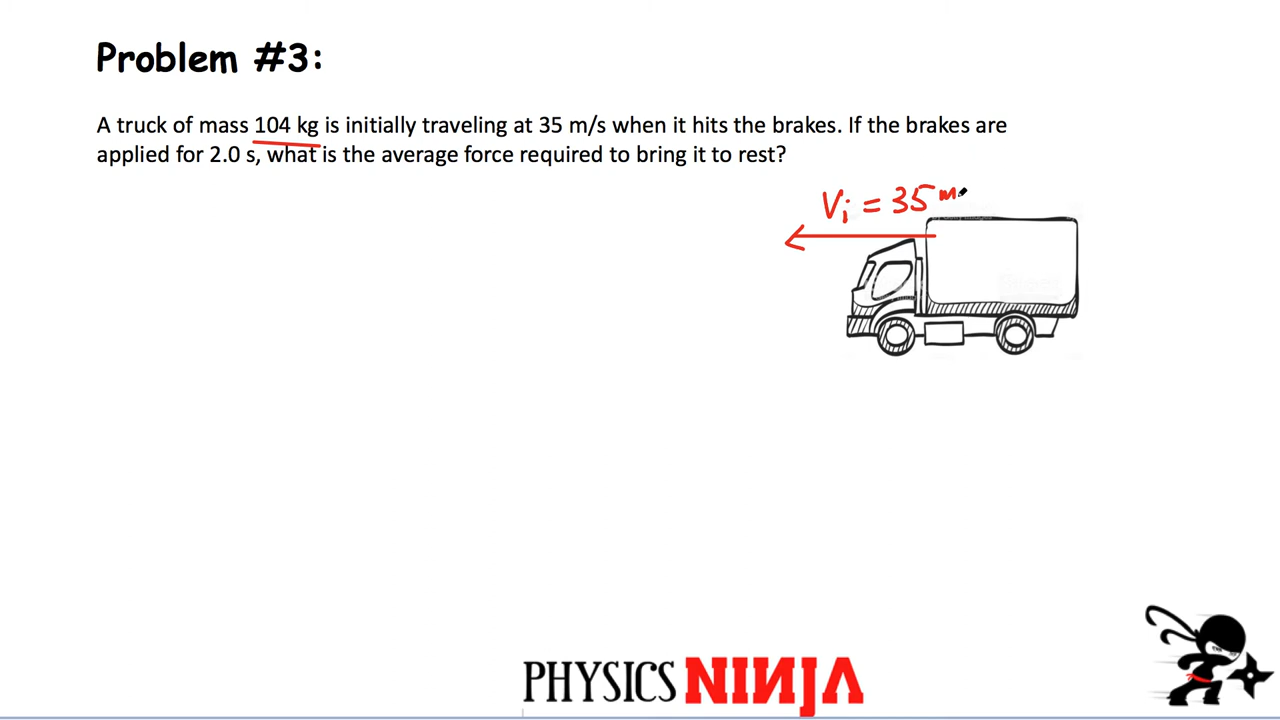 Problem #3:
A truck of mass 104 kg is initially traveling at 35 m/s when it hits the brakes. If the brakes are
applied for 2.0 s, what is the average force required to bring it to rest?
Vi = 35 m
PHYSICS NINJA